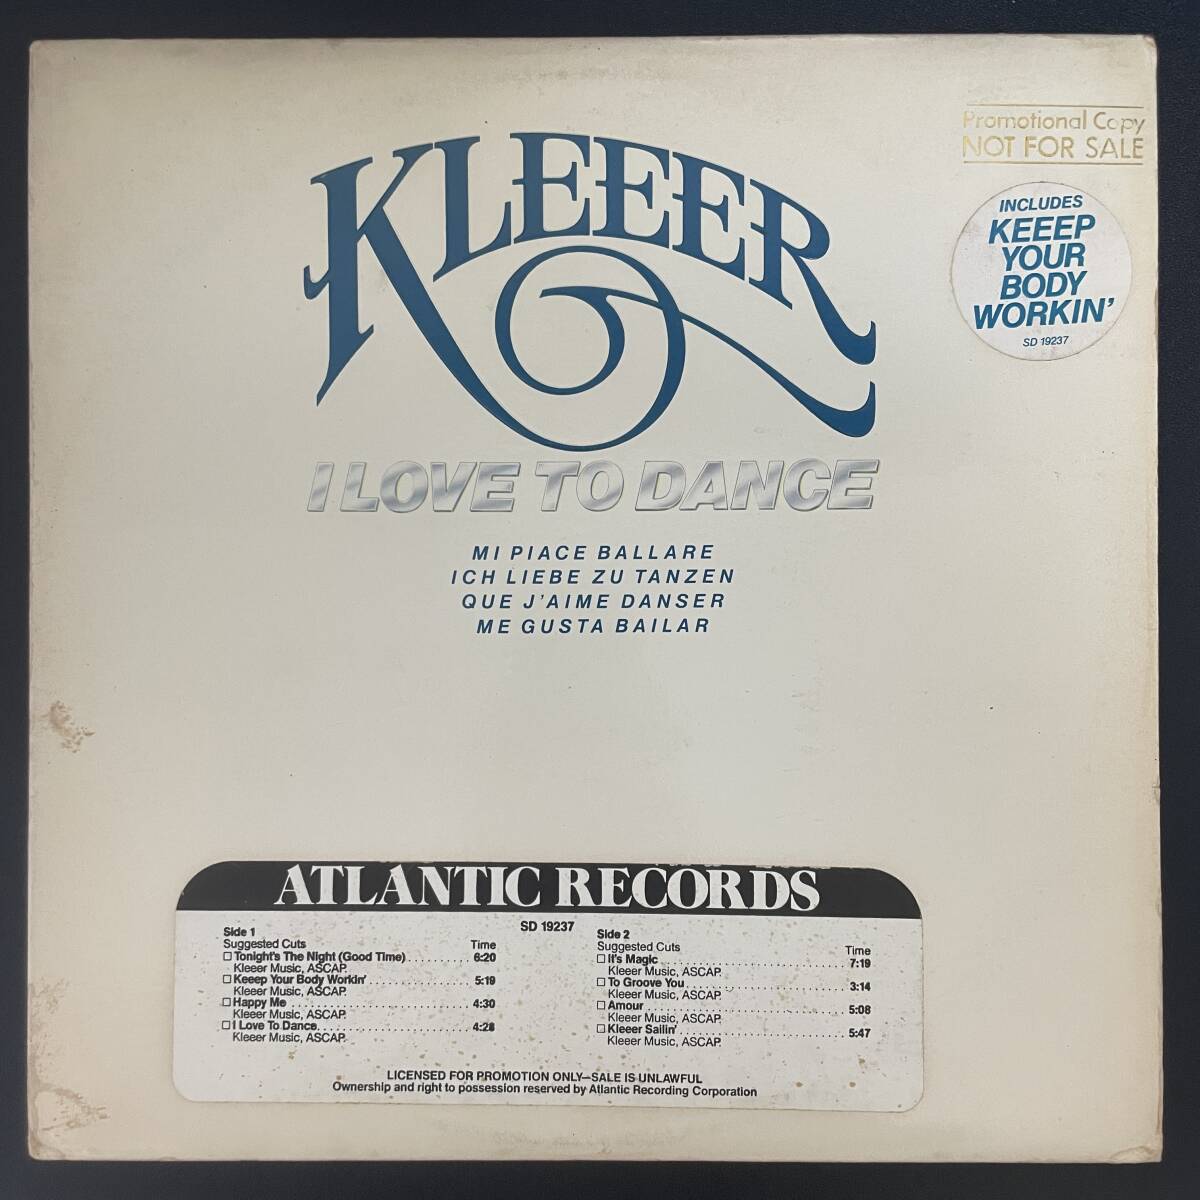 KLEEER
Promotional Copy
NOT FOR SALE
INCLUDES
KEEEP
YOUR
BODY
WORKIN'
SD 19237
I LOVE TO DANCE
MI PIACE BALLARE
ICH LIEBE ZU TANZEN
QUE J'AIME DANSER
ME GUSTA BAILAR
ATLANTIC RECORDS
SD 19237
Side 1
Suggested Cuts Time
Tonight's The Night (Good Time) 6:20
Kleeer Music, ASCAP.
Keeep Your Body Workin' 5:19
Kleeer Music, ASCAP.
Happy Me 4:30
Kleeer Music, ASCAP.
I Love To Dance 4:28
Kleeer Music, ASCAP.
Side 2
Suggested Cuts Time
It's Magic 7:19
Kleeer Music, ASCAP.
To Groove You 3:14
Kleeer Music, ASCAP.
Amour 5:08
Kleeer Music, ASCAP.
Kleeer Sailin' 5:47
Kleeer Music, ASCAP.
LICENSED FOR PROMOTION ONLY—SALE IS UNLAWFUL
Ownership and right to possession reserved by Atlantic Recording Corporation